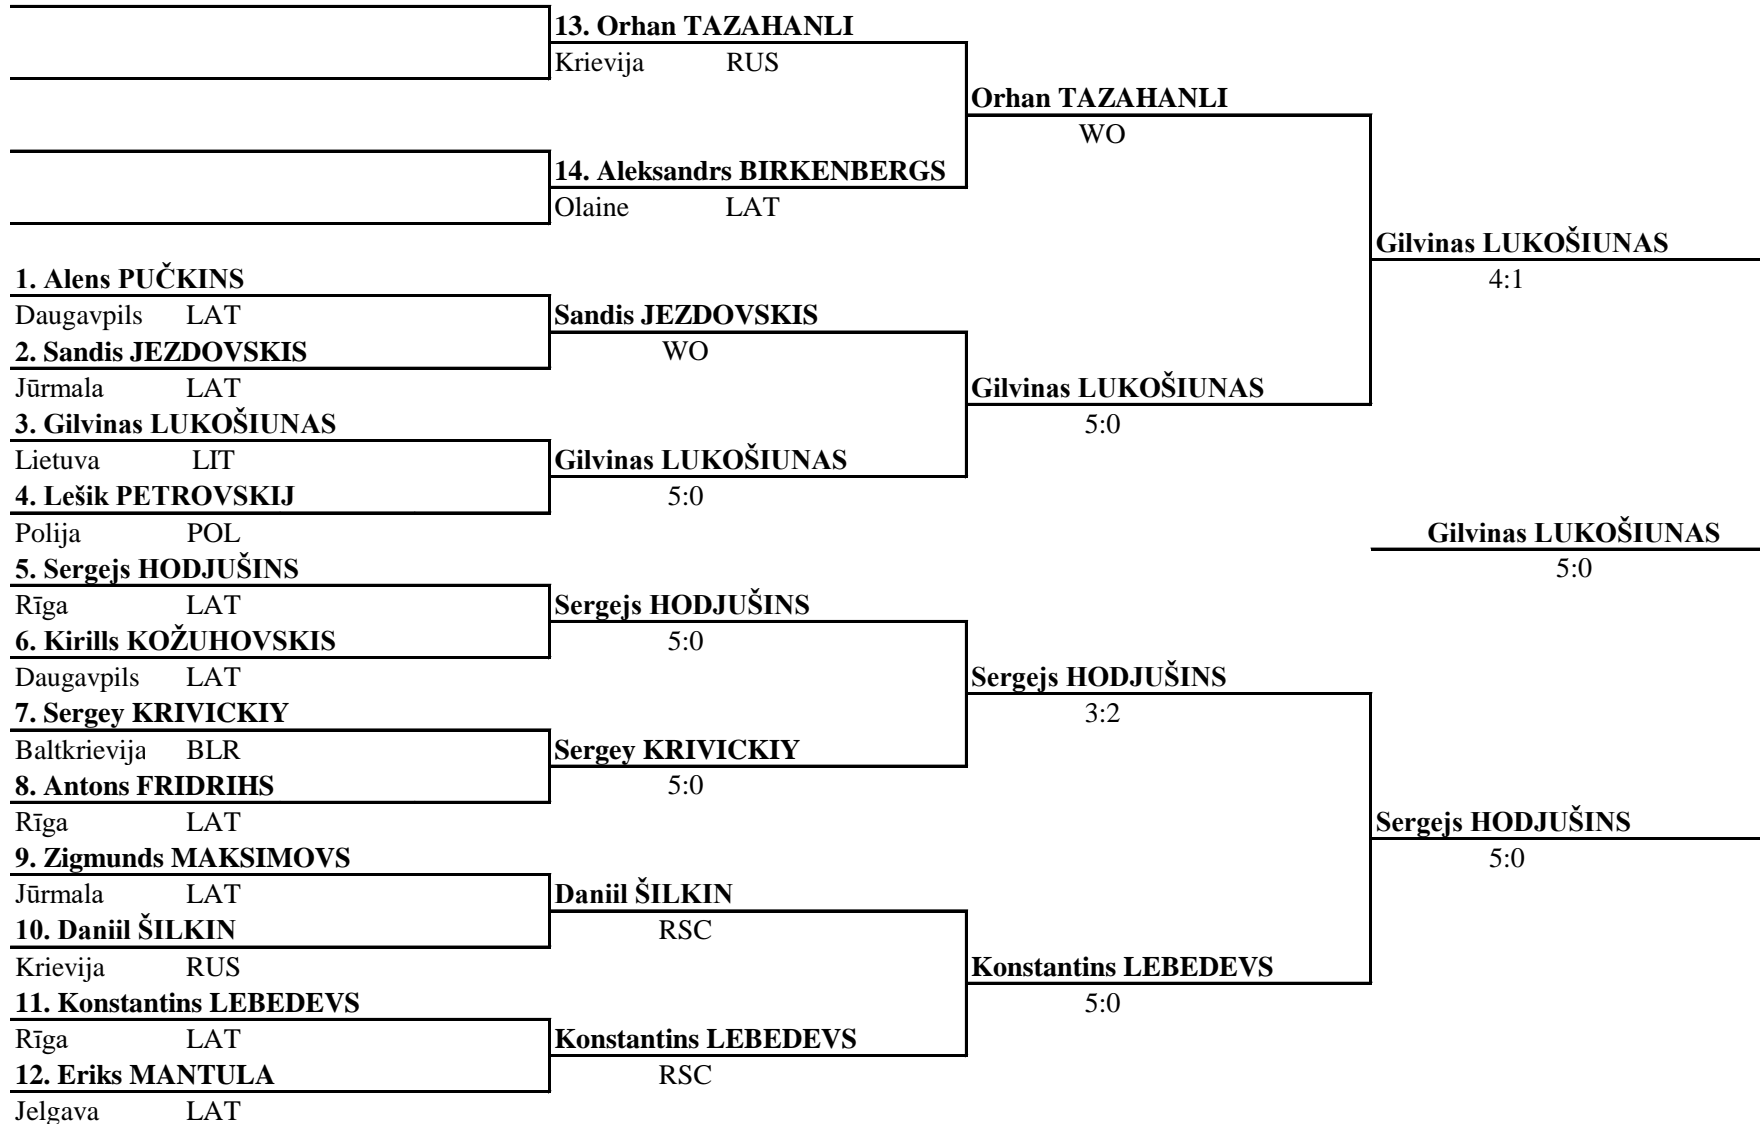 13. Orhan TAZAHANLI
Krievija RUS
Orhan TAZAHANLI
WO
14. Aleksandrs BIRKENBERGS
Olaine LAT
Gilvinas LUKOŠIUNAS
4:1
1. Alens PUČKINS
Daugavpils LAT
Sandis JEZDOVSKIS
2. Sandis JEZDOVSKIS
WO
Jūrmala LAT
Gilvinas LUKOŠIUNAS
3. Gilvinas LUKOŠIUNAS
5:0
Lietuva LIT
Gilvinas LUKOŠIUNAS
4. Lešik PETROVSKIJ
5:0
Polija POL
Gilvinas LUKOŠIUNAS
5. Sergejs HODJUŠINS
5:0
Rīga LAT
Sergejs HODJUŠINS
6. Kirills KOŽUHOVSKIS
5:0
Daugavpils LAT
Sergejs HODJUŠINS
7. Sergey KRIVICKIY
3:2
Baltkrievija BLR
Sergey KRIVICKIY
8. Antons FRIDRIHS
5:0
Rīga LAT
Sergejs HODJUŠINS
9. Zigmunds MAKSIMOVS
5:0
Jūrmala LAT
Daniil ŠILKIN
10. Daniil ŠILKIN
RSC
Krievija RUS
Konstantins LEBEDEVS
11. Konstantins LEBEDEVS
5:0
Rīga LAT
Konstantins LEBEDEVS
12. Eriks MANTULA
RSC
Jelgava LAT